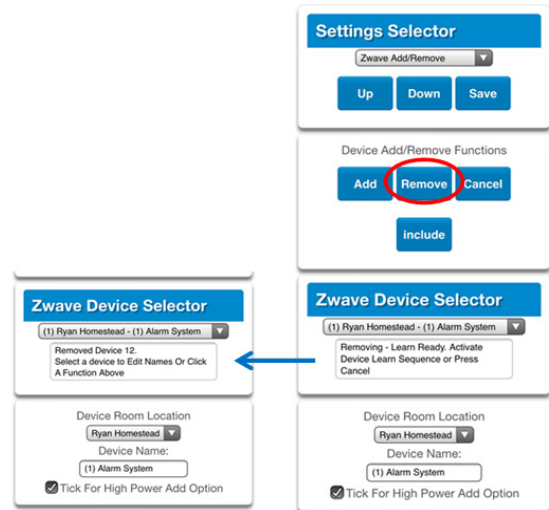 Settings Selector
Zwave Add/Remove
Up Down Save
Device Add/Remove Functions
Add Remove Cancel
include
Zwave Device Selector
(1) Ryan Homestead - (1) Alarm System
Removing - Learn Ready. Activate
Device Learn Sequence or Press
Cancel
Device Room Location
Ryan Homestead
Device Name:
(1) Alarm System
Tick For High Power Add Option
Zwave Device Selector
(1) Ryan Homestead - (1) Alarm System
Removed Device 12.
Select a device to Edit Names Or Click
A Function Above
Device Room Location
Ryan Homestead
Device Name:
(1) Alarm System
Tick For High Power Add Option